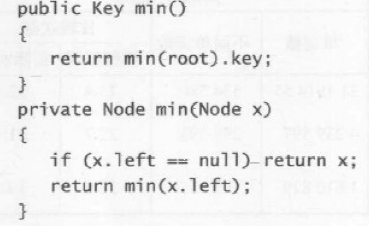 public Key min()
{
return min(root).key;
}
private Node min(Node x)
{
if (x.left == null) return x;
return min(x.left);
}